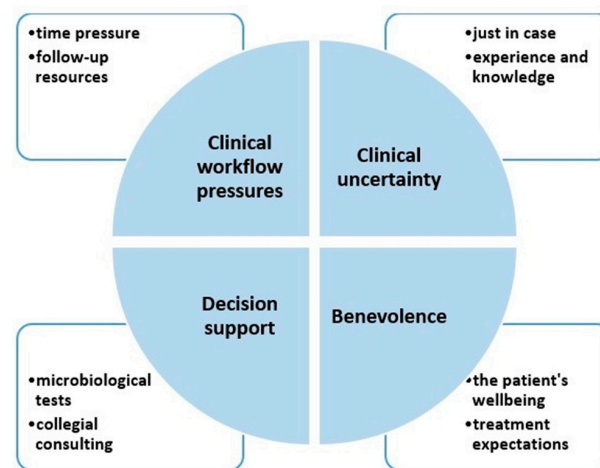 •time pressure
•follow-up
resources
•just in case
•experience and
knowledge
Clinical
workflow
pressures
Clinical
uncertainty
Decision
support
Benevolence
•microbiological
tests
•collegial
consulting
•the patient's
wellbeing
•treatment
expectations